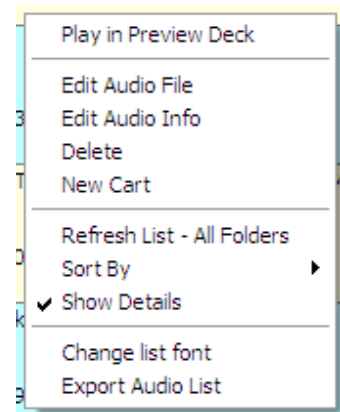 Play in Preview Deck
Edit Audio File
Edit Audio Info
Delete
New Cart
Refresh List - All Folders
Sort By
Show Details
Change list font
Export Audio List